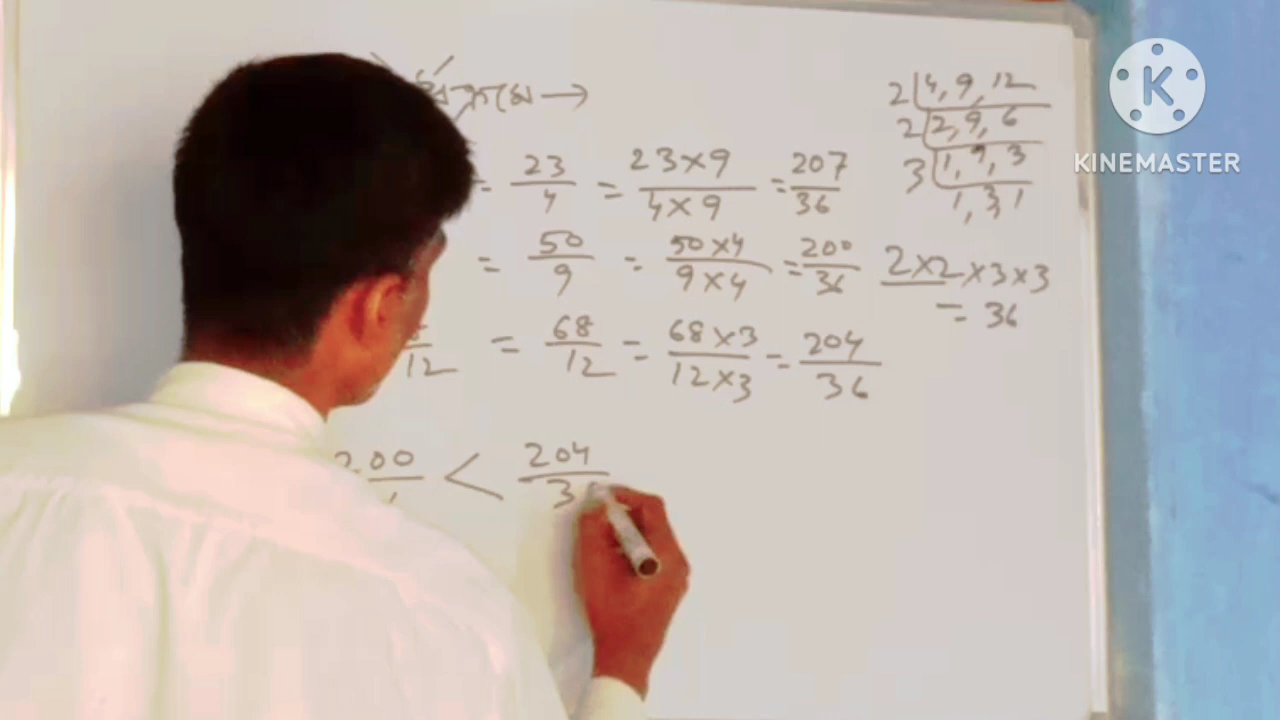 →
= 23/4 = 23×9/4×9 = 207/36
= 50/9 = 50×4/9×4 = 200/36
12 = 68/12 = 68×3/12×3 = 204/36
200 < 204/3
2 | 4, 9, 12
2 | 2, 9, 6
3 | 1, 9, 3
1, 3, 1
2×2×3×3
= 36
KINEMASTER